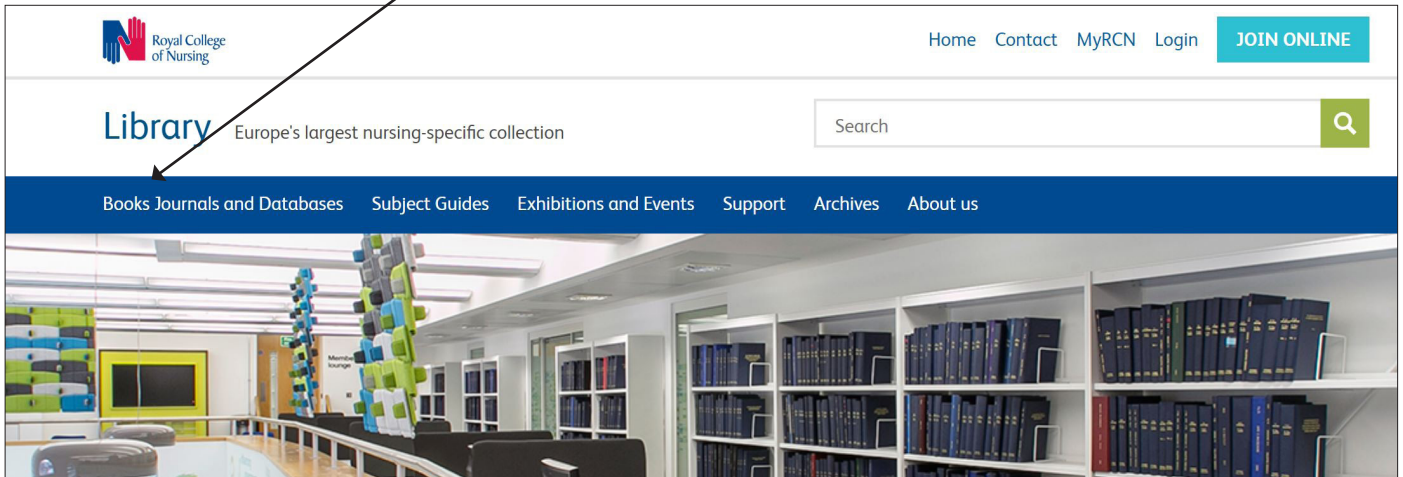 Royal College
of Nursing
Home Contact MyRCN Login JOIN ONLINE
Library Europe's largest nursing-specific collection
Search
Books Journals and Databases Subject Guides Exhibitions and Events Support Archives About us
lounge